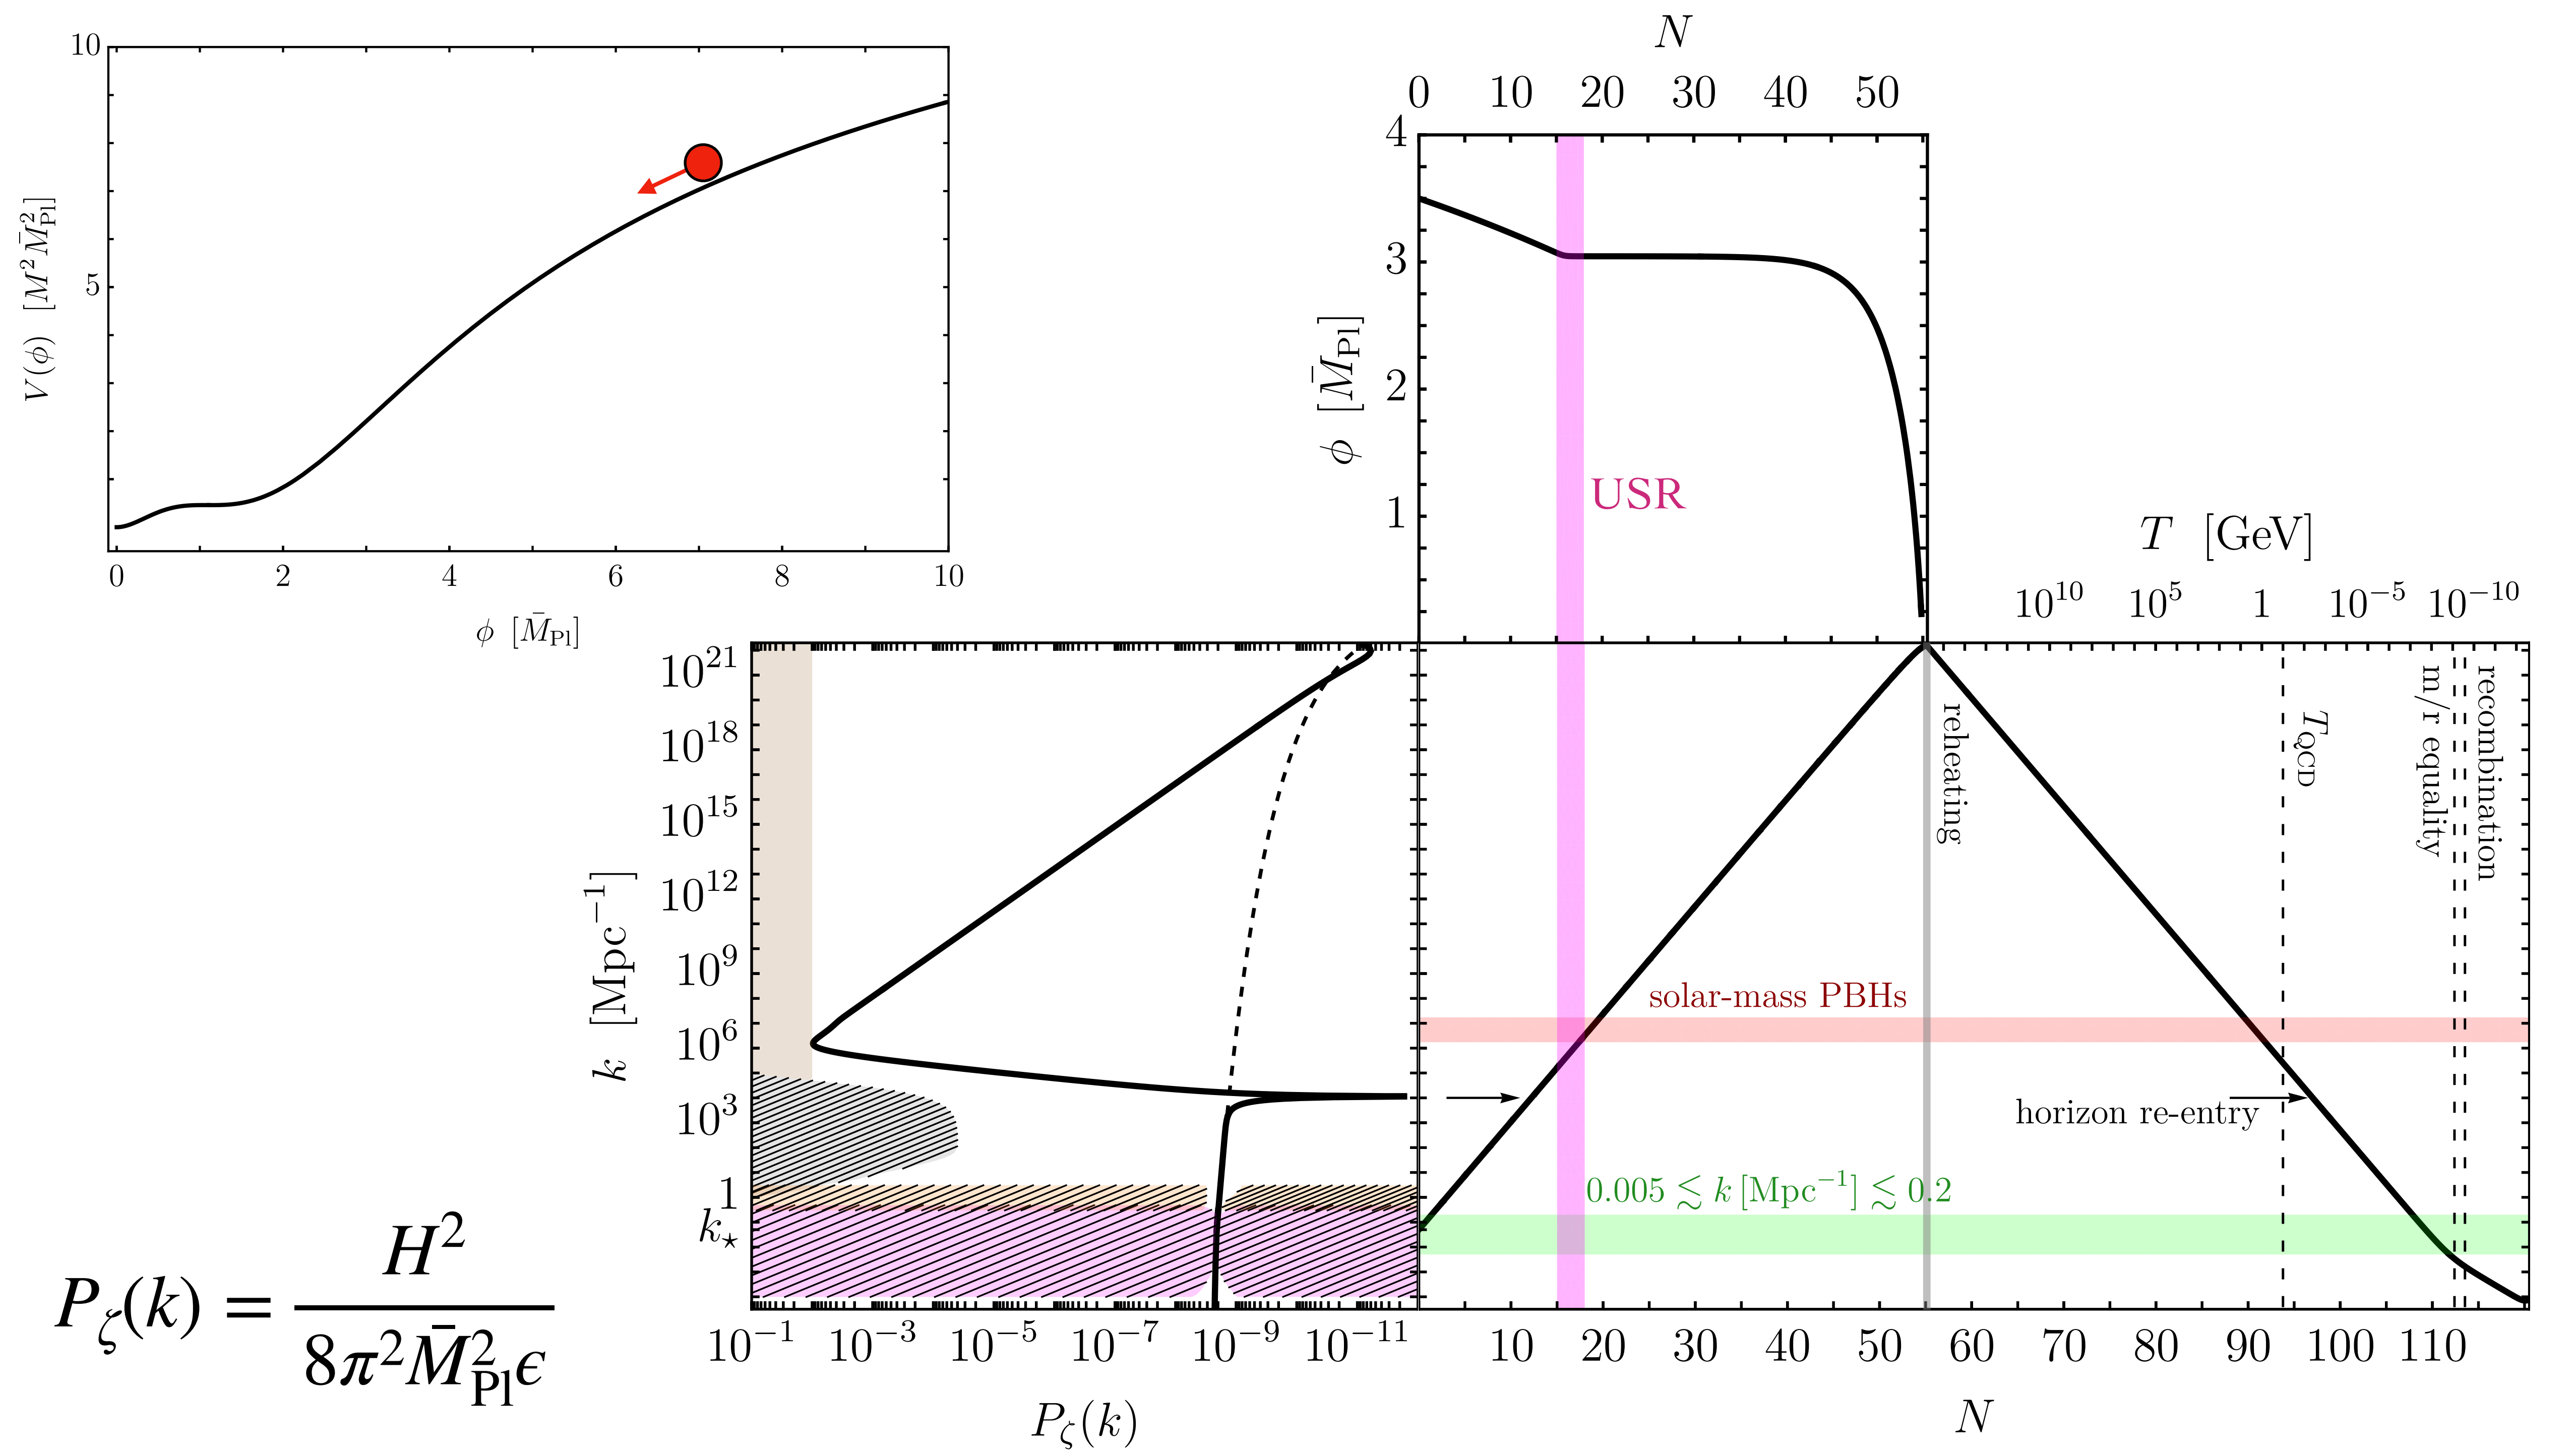 10
5
V(φ) [M²M̄²_Pl]
0 2 4 6 8 10
φ [M̄_Pl]
N
0 10 20 30 40 50
4
3
2
1
φ [M̄_Pl]
USR
T [GeV]
10¹⁰ 10⁵ 1 10⁻⁵ 10⁻¹⁰
10²¹
10¹⁸
10¹⁵
10¹²
10⁹
10⁶
10³
1
k⋆
k [Mpc⁻¹]
10⁻¹ 10⁻³ 10⁻⁵ 10⁻⁷ 10⁻⁹ 10⁻¹¹
P_ζ(k)
reheating
T_QCD
m/r equality
recombination
solar-mass PBHs
horizon re-entry
0.005 ≲ k [Mpc⁻¹] ≲ 0.2
10 20 30 40 50 60 70 80 90 100 110
N
P_ζ(k) = H² / 8π²M̄²_Pl ϵ